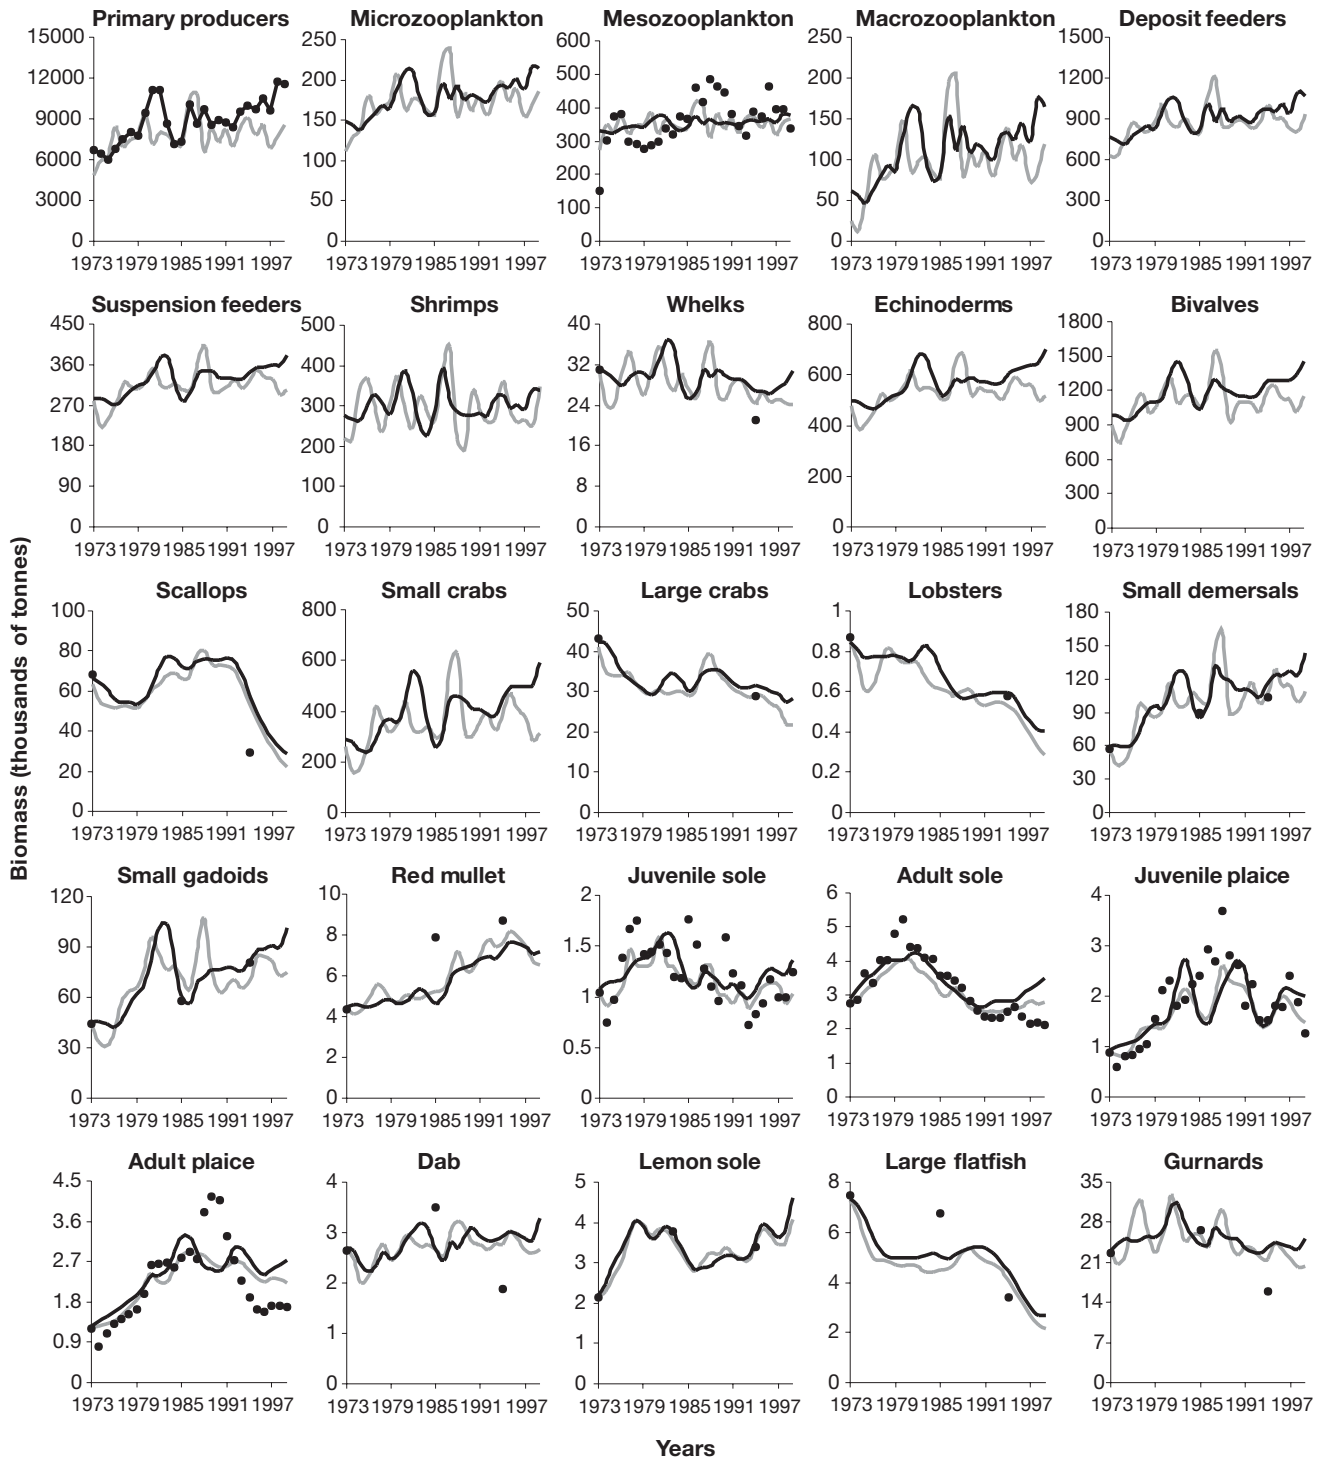 Primary producers Microzooplankton Mesozooplankton Macrozooplankton Deposit feeders
15000 250 600 250 1500
12000 200 500 200 1200
9000 150 400 150 900
6000 100 300 100 600
3000 50 200 50 300
0 0 100 0 0
0
1973 1979 1985 1991 1997 1973 1979 1985 1991 1997 1973 1979 1985 1991 1997 1973 1979 1985 1991 1997 1973 1979 1985 1991 1997
Suspension feeders Shrimps Whelks Echinoderms Bivalves
450 500 40 800 1800
360 400 32 600 1500
270 300 24 400 1200
180 200 16 200 900
90 100 8 0 600
0 0 0 300
0
1973 1979 1985 1991 1997 1973 1979 1985 1991 1997 1973 1979 1985 1991 1997 1973 1979 1985 1991 1997 1973 1979 1985 1991 1997
Scallops Small crabs Large crabs Lobsters Small demersals
100 800 50 1 180
80 600 40 0.8 150
60 400 30 0.6 120
40 200 20 0.4 90
20 0 10 0.2 60
0 0 0 30
0
1973 1979 1985 1991 1997 1973 1979 1985 1991 1997 1973 1979 1985 1991 1997 1973 1979 1985 1991 1997 1973 1979 1985 1991 1997
Small gadoids Red mullet Juvenile sole Adult sole Juvenile plaice
120 10 2 6 4
90 8 1.5 5 3
60 6 1 4 2
30 4 0.5 3 1
0 2 0 2 0
0 1
0
1973 1979 1985 1991 1997 1973 1979 1985 1991 1997 1973 1979 1985 1991 1997 1973 1979 1985 1991 1997 1973 1979 1985 1991 1997
Adult plaice Dab Lemon sole Large flatfish Gurnards
4.5 4 5 8 35
3.6 3 4 6 28
2.7 2 3 4 21
1.8 1 2 2 14
0.9 0 1 0 7
0 0 0
1973 1979 1985 1991 1997 1973 1979 1985 1991 1997 1973 1979 1985 1991 1997 1973 1979 1985 1991 1997 1973 1979 1985 1991 1997
Biomass (thousands of tonnes)
Years